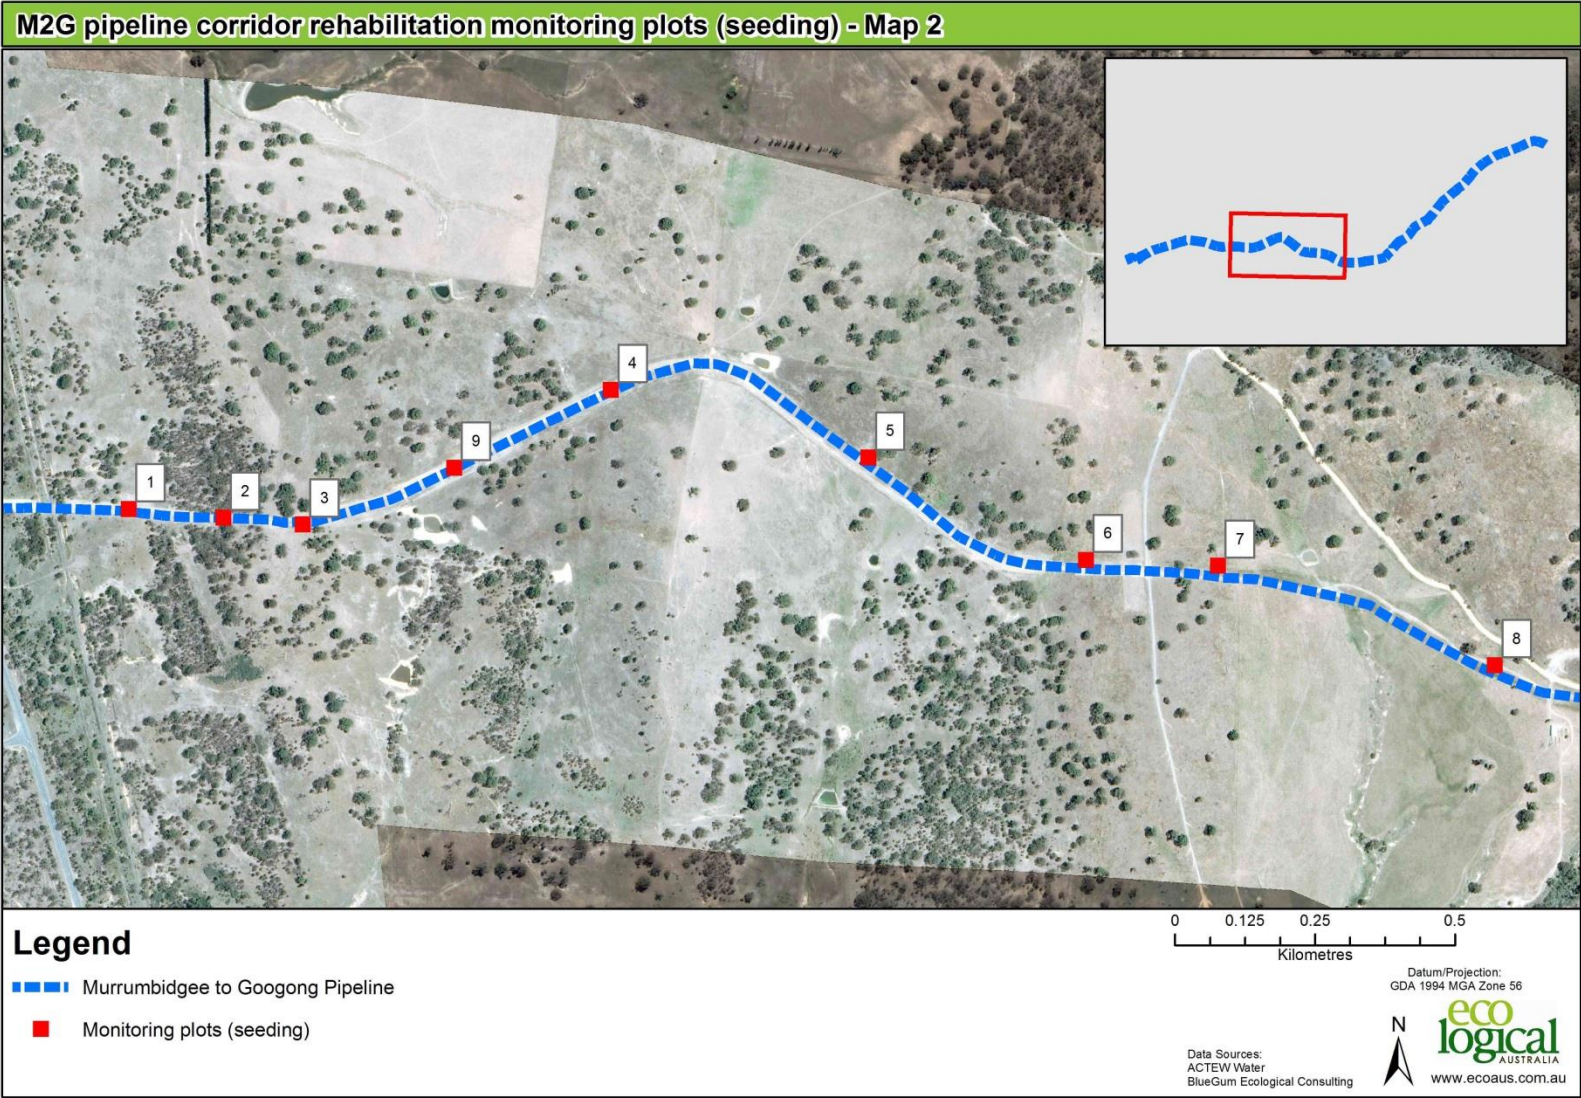 M2G pipeline corridor rehabilitation monitoring plots (seeding) - Map 2
4
5
9
1
2
3
6
7
8
0 0.125 0.25 0.5
Kilometres
Legend
Murrumbidgee to Googong Pipeline
Monitoring plots (seeding)
Datum/Projection:
GDA 1994 MGA Zone 56
N
eco
logical
AUSTRALIA
www.ecoaus.com.au
Data Sources:
ACTEW Water
BlueGum Ecological Consulting